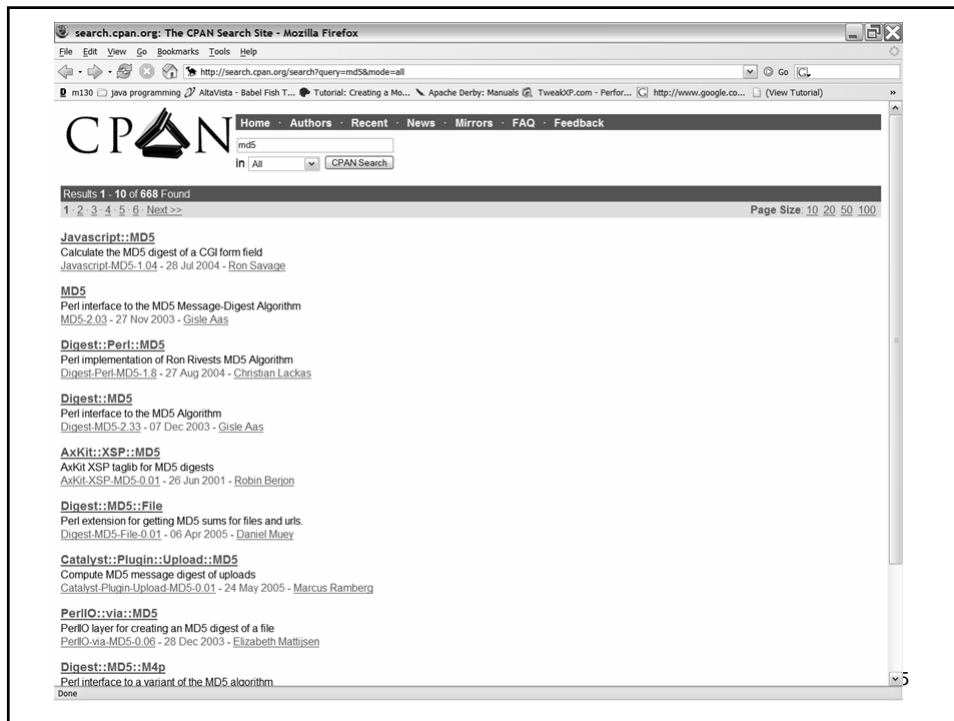 search.cpan.org: The CPAN Search Site - Mozilla Firefox
File Edit View Go Bookmarks Tools Help
http://search.cpan.org/search?query=md5&mode=all
Go
m130 java programming AltaVista - Babel Fish T... Tutorial: Creating a Mo... Apache Derby: Manuals TweakXP.com - Perfor... http://www.google.co... (View Tutorial) »
CPAN
Home · Authors · Recent · News · Mirrors · FAQ · Feedback
md5
in All CPAN Search
Results 1 - 10 of 668 Found
1 · 2 · 3 · 4 · 5 · 6 · Next >> Page Size: 10 20 50 100
Javascript::MD5
Calculate the MD5 digest of a CGI form field
Javascript-MD5-1.04 - 28 Jul 2004 - Ron Savage
MD5
Perl interface to the MD5 Message-Digest Algorithm
MD5-2.03 - 27 Nov 2003 - Gisle Aas
Digest::Perl::MD5
Perl implementation of Ron Rivests MD5 Algorithm
Digest-Perl-MD5-1.8 - 27 Aug 2004 - Christian Lackas
Digest::MD5
Perl interface to the MD5 Algorithm
Digest-MD5-2.33 - 07 Dec 2003 - Gisle Aas
AxKit::XSP::MD5
AxKit XSP taglib for MD5 digests
AxKit-XSP-MD5-0.01 - 26 Jun 2001 - Robin Berjon
Digest::MD5::File
Perl extension for getting MD5 sums for files and urls.
Digest-MD5-File-0.01 - 06 Apr 2005 - Daniel Muey
Catalyst::Plugin::Upload::MD5
Compute MD5 message digest of uploads
Catalyst-Plugin-Upload-MD5-0.01 - 24 May 2005 - Marcus Ramberg
PerlIO::via::MD5
PerlIO layer for creating an MD5 digest of a file
PerlIO-via-MD5-0.06 - 28 Dec 2003 - Elizabeth Mattijsen
Digest::MD5::M4p
Perl interface to a variant of the MD5 algorithm
5
Done